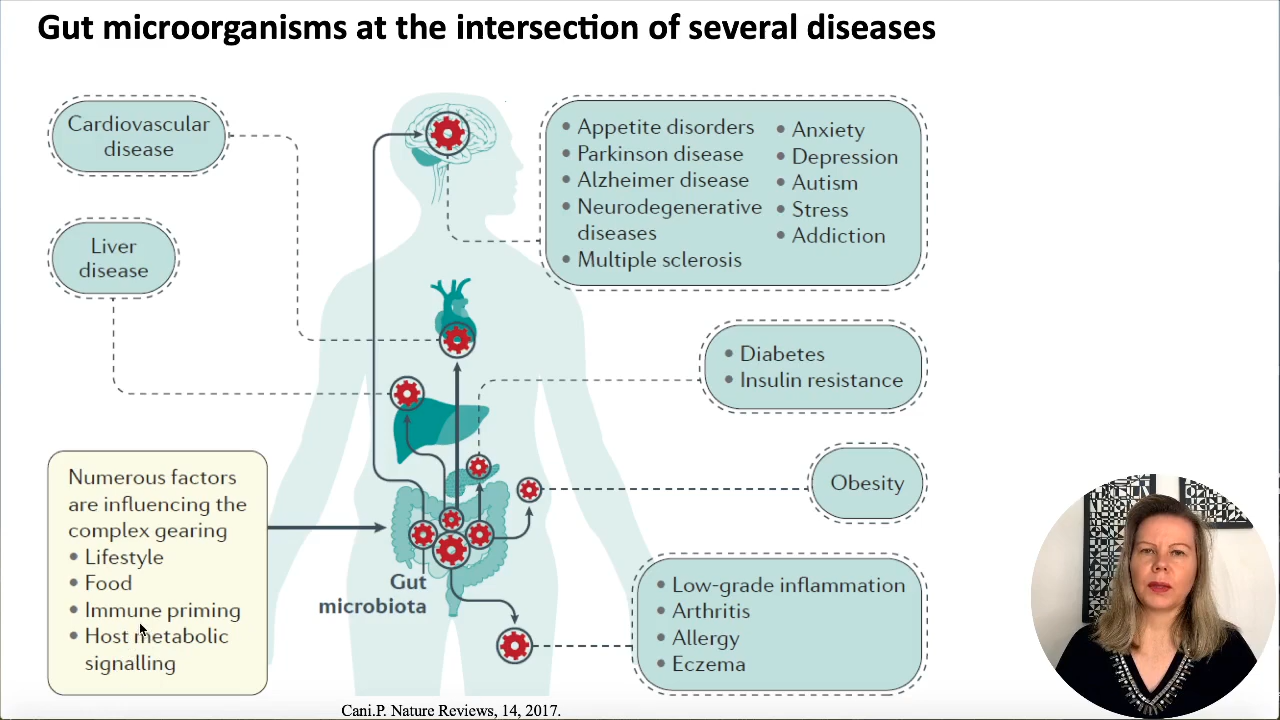 Gut microorganisms at the intersection of several diseases
Cardiovascular
disease
Liver
disease
• Appetite disorders
• Parkinson disease
• Alzheimer disease
• Neurodegenerative
diseases
• Multiple sclerosis
• Anxiety
• Depression
• Autism
• Stress
• Addiction
• Diabetes
• Insulin resistance
Obesity
Numerous factors
are influencing the
complex gearing
• Lifestyle
• Food
• Immune priming
• Host metabolic
signalling
Gut
microbiota
• Low-grade inflammation
• Arthritis
• Allergy
• Eczema
Cani.P. Nature Reviews, 14, 2017.